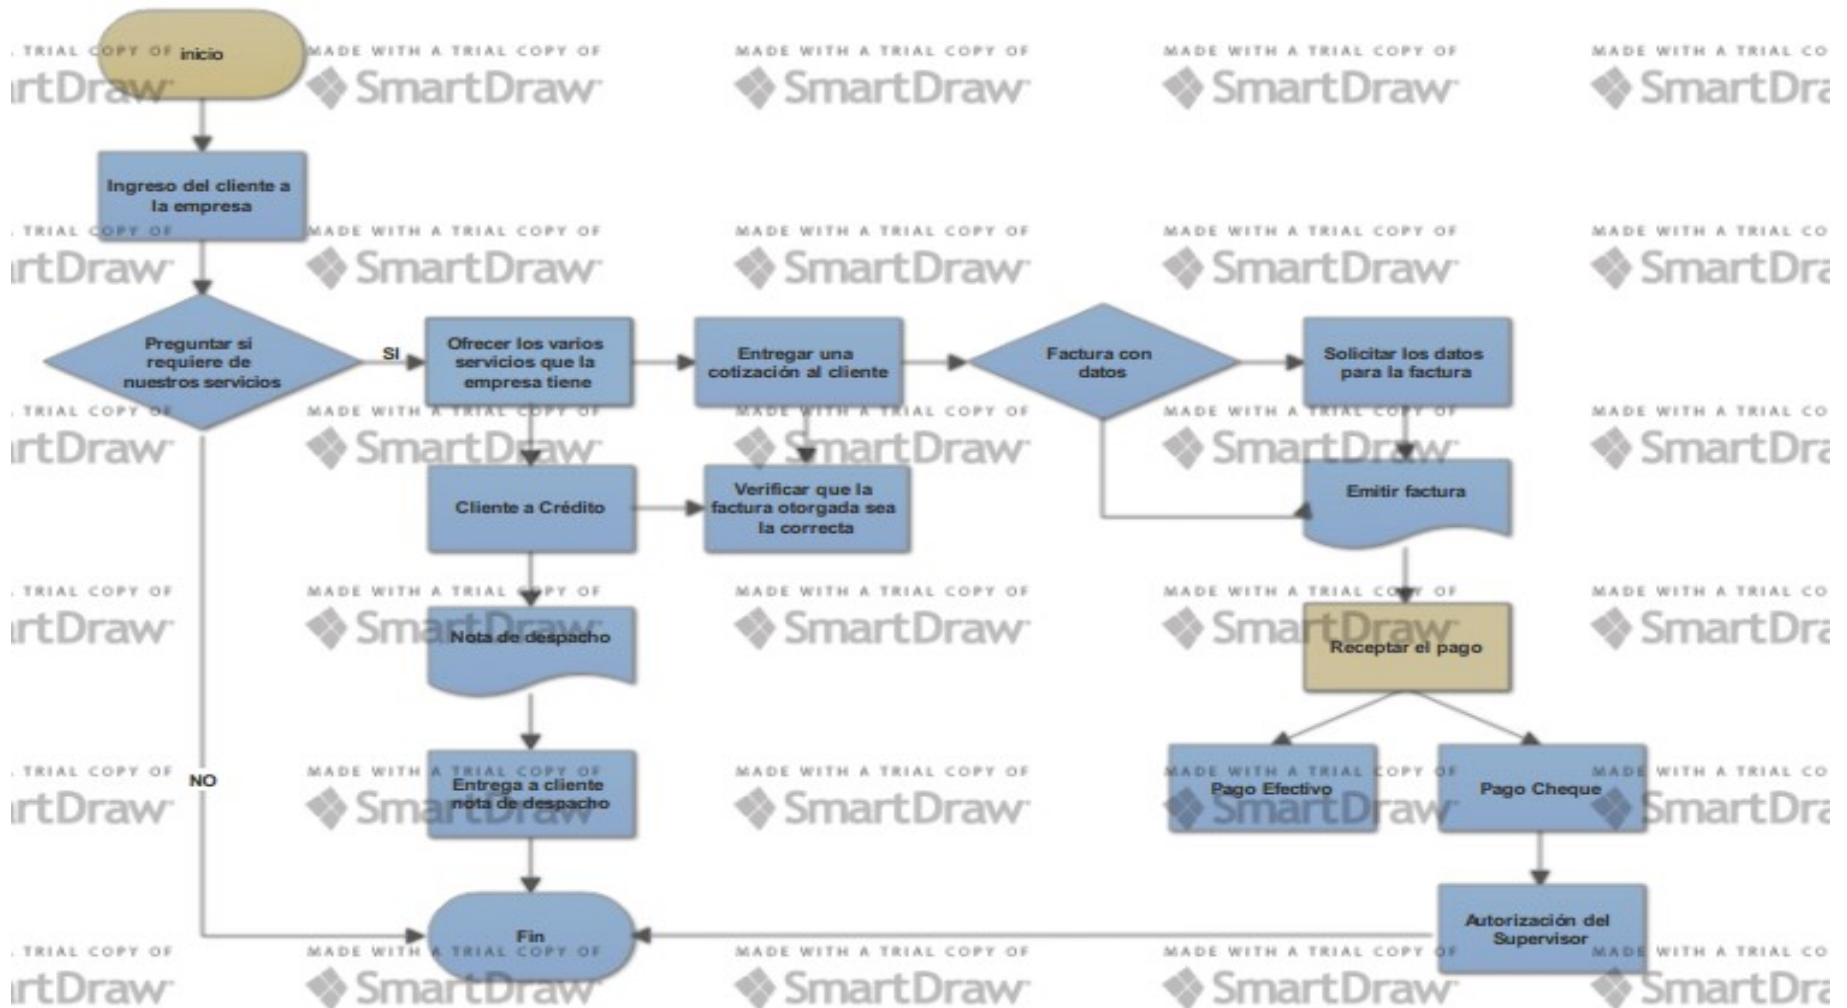 inicio
Ingreso del cliente a
la empresa
Preguntar si
requiere de
nuestros servicios
SI
Ofrecer los varios
servicios que la
empresa tiene
Entregar una
cotización al cliente
Factura con
datos
Solicitar los datos
para la factura
Cliente a Crédito
Verificar que la
factura otorgada sea
la correcta
Emitir factura
Nota de despacho
Receptar el pago
NO
Entrega a cliente
nota de despacho
Pago Efectivo
Pago Cheque
Fin
Autorización del
Supervisor
MADE WITH A TRIAL COPY OF
SmartDraw